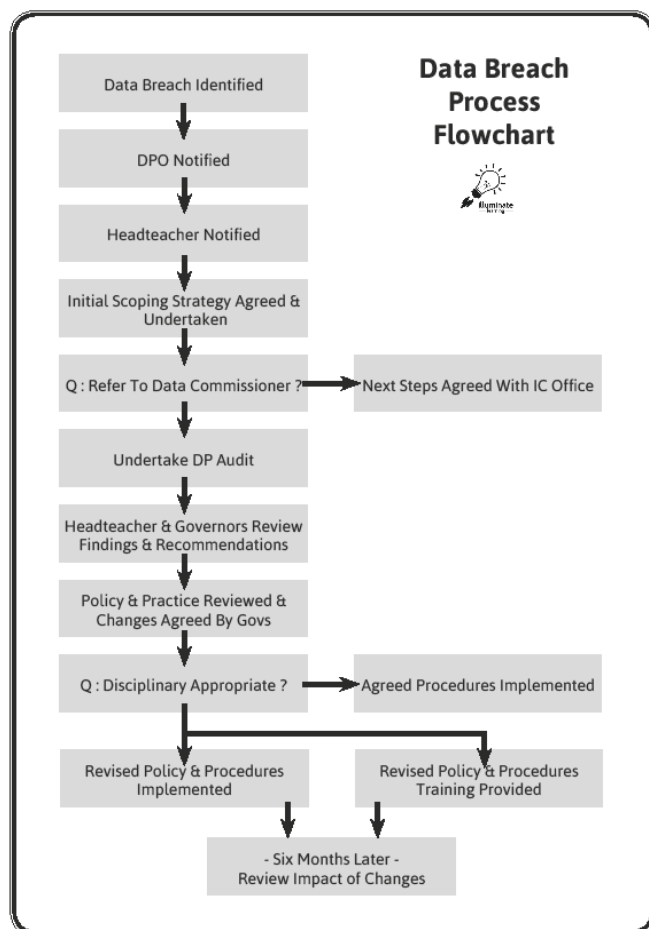 Data Breach
Process
Flowchart
illuminate
learning
Data Breach Identified
DPO Notified
Headteacher Notified
Initial Scoping Strategy Agreed &
Undertaken
Q : Refer To Data Commissioner ?
Next Steps Agreed With IC Office
Undertake DP Audit
Headteacher & Governors Review
Findings & Recommendations
Policy & Practice Reviewed &
Changes Agreed By Govs
Q : Disciplinary Appropriate ?
Agreed Procedures Implemented
Revised Policy & Procedures
Implemented
Revised Policy & Procedures
Training Provided
- Six Months Later -
Review Impact of Changes